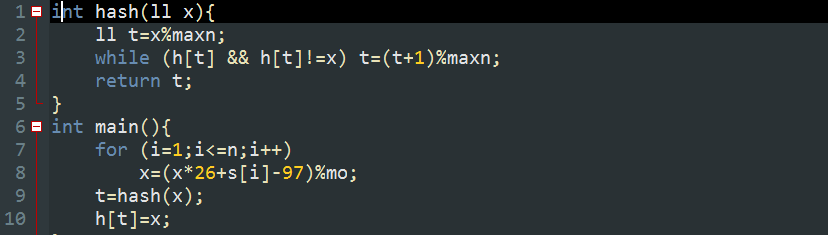 1 int hash(ll x){
2 ll t=x%maxn;
3 while (h[t] && h[t]!=x) t=(t+1)%maxn;
4 return t;
5 }
6 int main(){
7 for (i=1;i<=n;i++)
8 x=(x*26+s[i]-97)%mo;
9 t=hash(x);
10 h[t]=x;